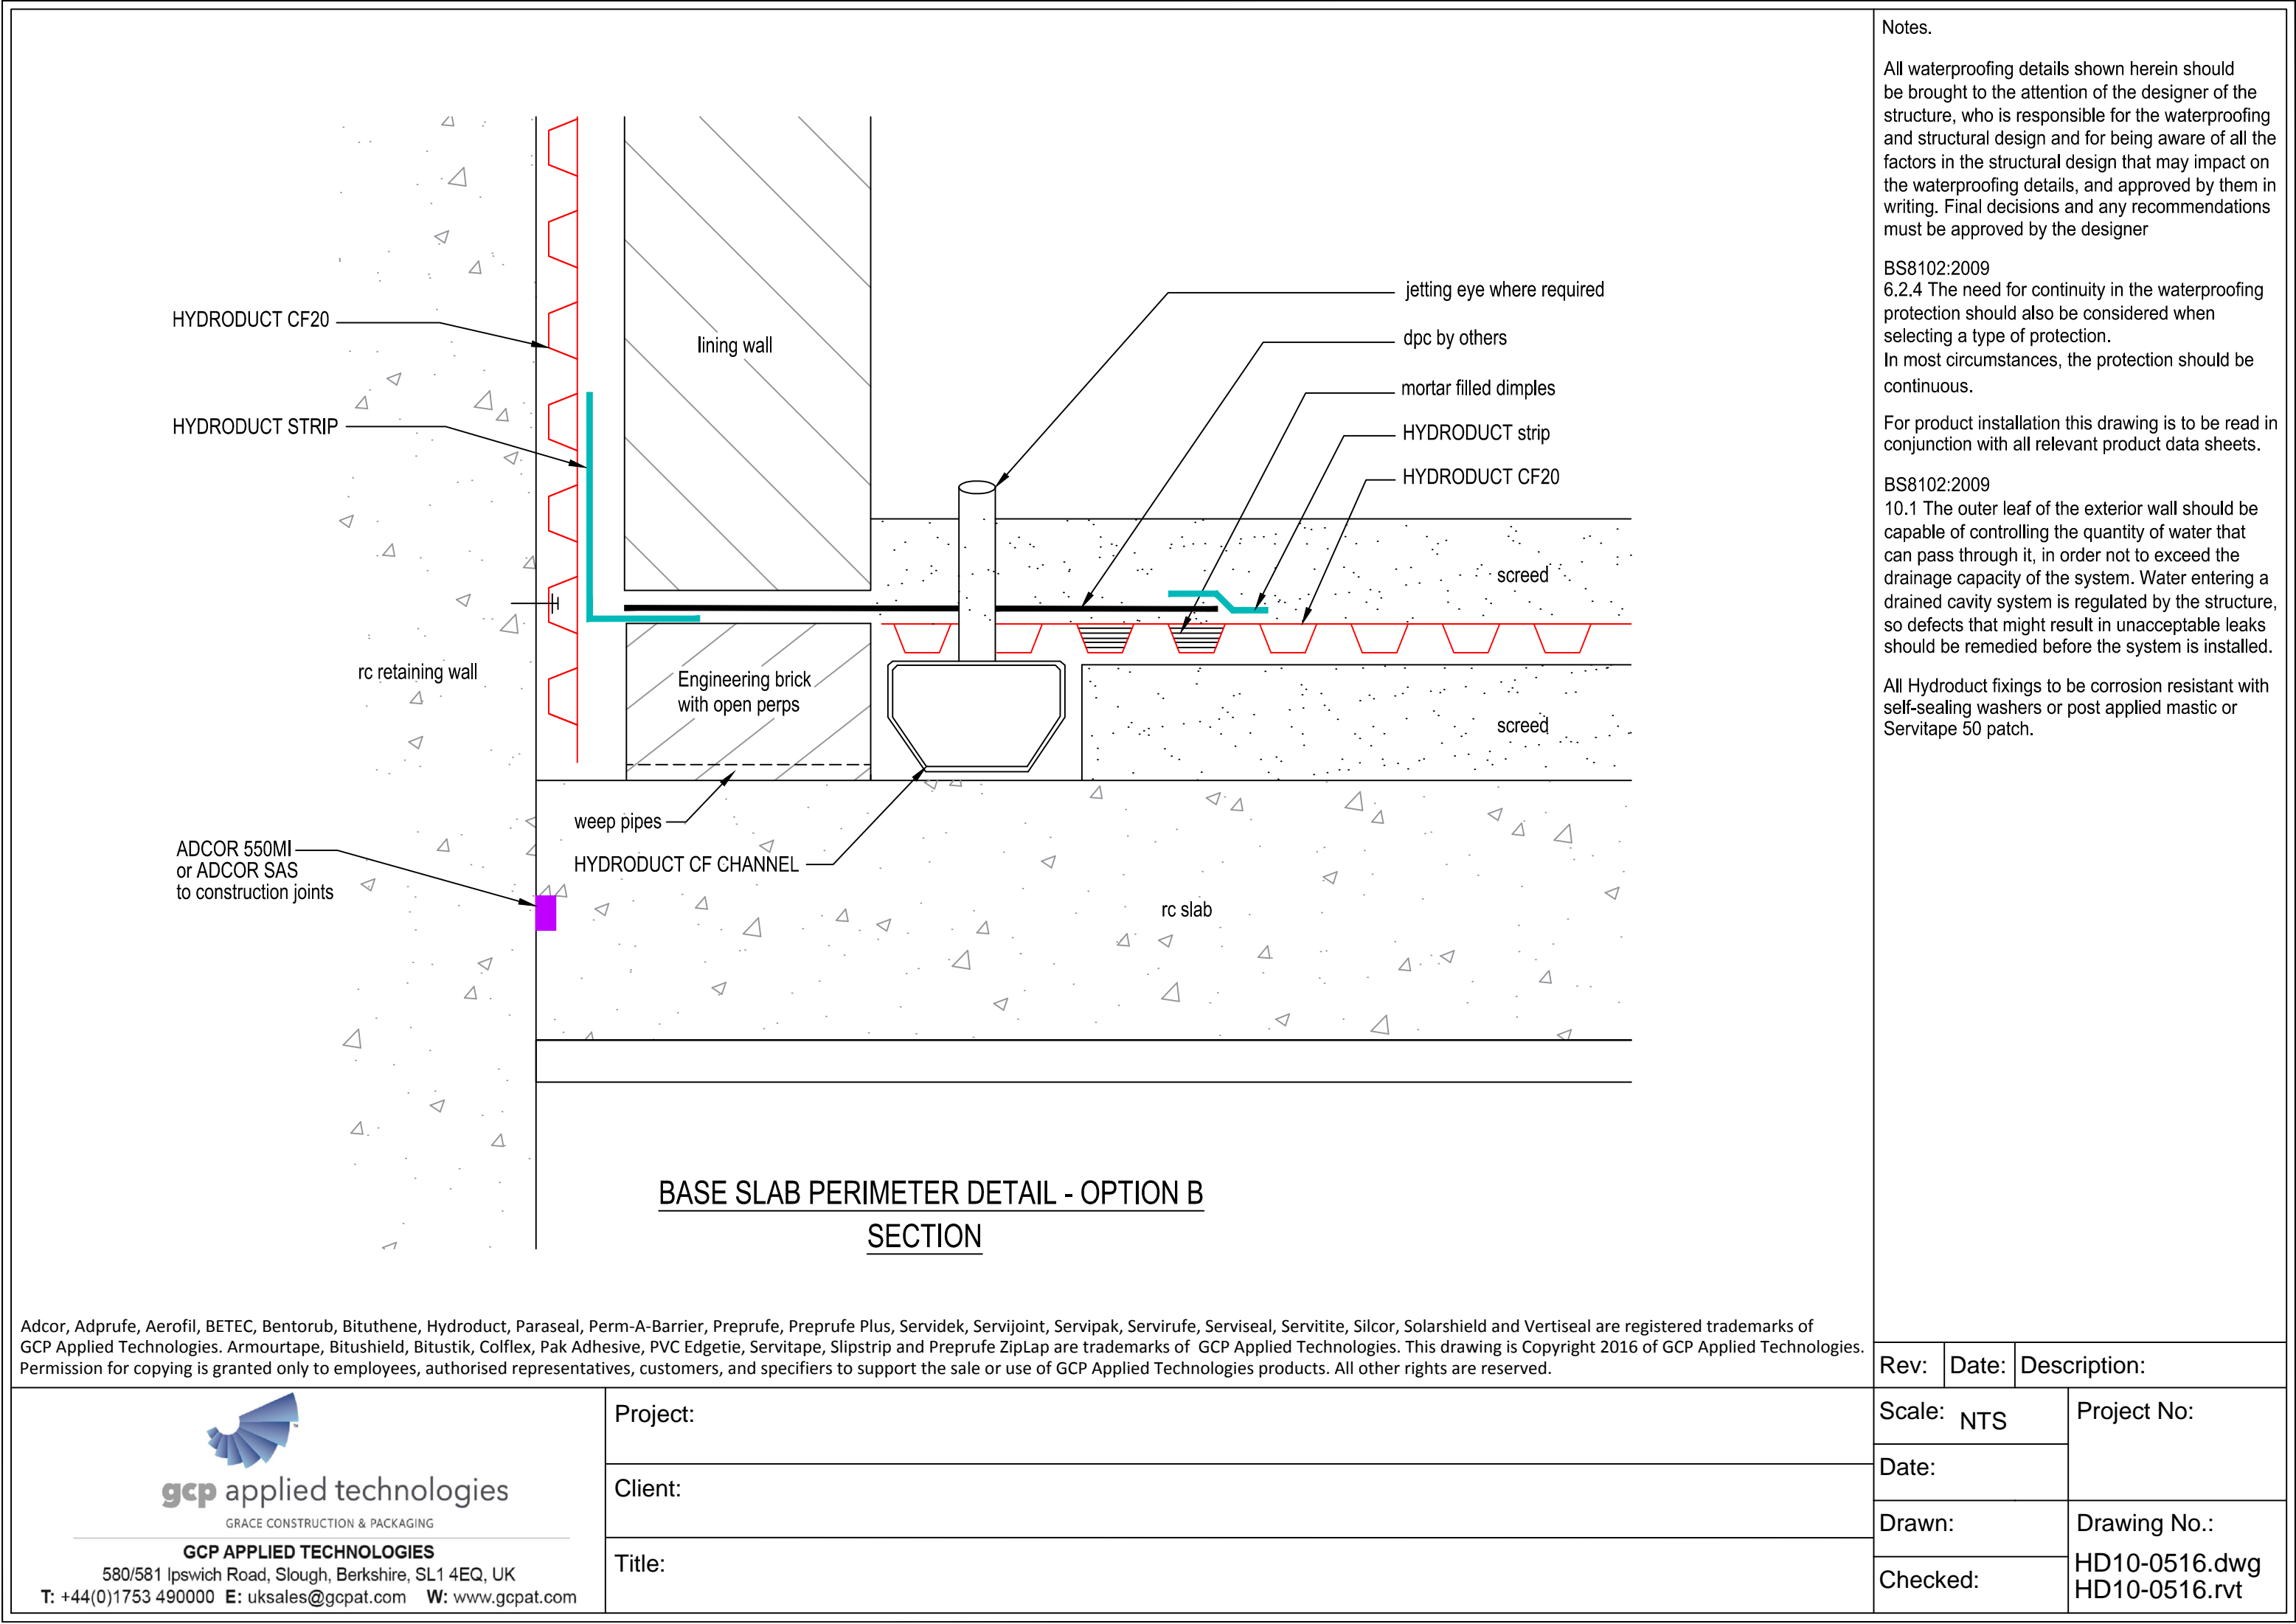 HYDRODUCT CF20
HYDRODUCT STRIP
rc retaining wall
ADCOR 550MI
or ADCOR SAS
to construction joints
lining wall
Engineering brick
with open perps
weep pipes
HYDRODUCT CF CHANNEL
jetting eye where required
dpc by others
mortar filled dimples
HYDRODUCT strip
HYDRODUCT CF20
screed
screed
rc slab
BASE SLAB PERIMETER DETAIL - OPTION B
SECTION
Notes.
All waterproofing details shown herein should
be brought to the attention of the designer of the
structure, who is responsible for the waterproofing
and structural design and for being aware of all the
factors in the structural design that may impact on
the waterproofing details, and approved by them in
writing. Final decisions and any recommendations
must be approved by the designer
BS8102:2009
6.2.4 The need for continuity in the waterproofing
protection should also be considered when
selecting a type of protection.
In most circumstances, the protection should be
continuous.
For product installation this drawing is to be read in
conjunction with all relevant product data sheets.
BS8102:2009
10.1 The outer leaf of the exterior wall should be
capable of controlling the quantity of water that
can pass through it, in order not to exceed the
drainage capacity of the system. Water entering a
drained cavity system is regulated by the structure,
so defects that might result in unacceptable leaks
should be remedied before the system is installed.
All Hydroduct fixings to be corrosion resistant with
self-sealing washers or post applied mastic or
Servitape 50 patch.
Adcor, Adprufe, Aerofil, BETEC, Bentorub, Bituthene, Hydroduct, Paraseal, Perm-A-Barrier, Preprufe, Preprufe Plus, Servidek, Servijoint, Servipak, Servirufe, Serviseal, Servitite, Silcor, Solarshield and Vertiseal are registered trademarks of
GCP Applied Technologies. Armourtape, Bitushield, Bitustik, Colflex, Pak Adhesive, PVC Edgetie, Servitape, Slipstrip and Preprufe ZipLap are trademarks of GCP Applied Technologies. This drawing is Copyright 2016 of GCP Applied Technologies.
Permission for copying is granted only to employees, authorised representatives, customers, and specifiers to support the sale or use of GCP Applied Technologies products. All other rights are reserved.
gcp applied technologies
GRACE CONSTRUCTION & PACKAGING
GCP APPLIED TECHNOLOGIES
580/581 Ipswich Road, Slough, Berkshire, SL1 4EQ, UK
T: +44(0)1753 490000 E: uksales@gcpat.com W: www.gcpat.com
Project:
Client:
Title:
Rev: Date: Description:
Scale: NTS
Project No:
Date:
Drawn:
Checked:
Drawing No.:
HD10-0516.dwg
HD10-0516.rvt